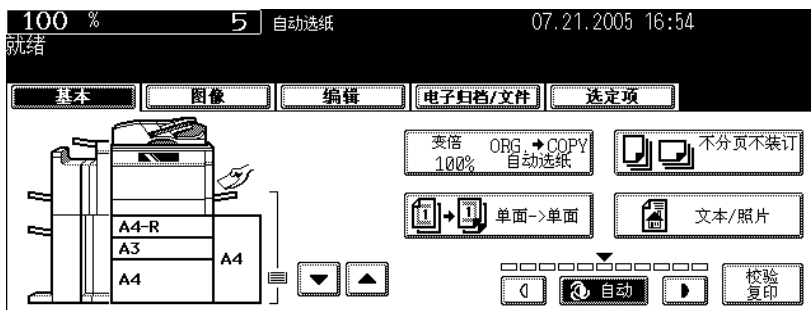 100 % 5 自动选纸 07.21.2005 16:54
就绪
基本 图像 编辑 电子归档/文件 选定项
变倍 ORG.➔COPY
100% 自动选纸
不分页不装订
1➔1 单面->单面
文本/照片
A4-R
A3
A4
A4
自动
校验
复印